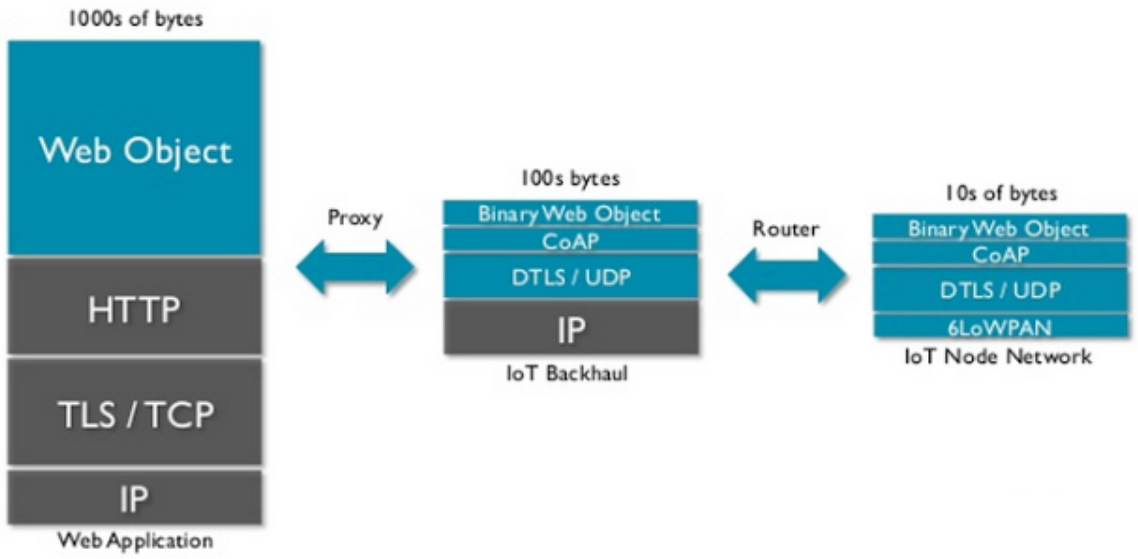 1000s of bytes
Web Object
HTTP
TLS / TCP
IP
Web Application
Proxy
100s bytes
Binary Web Object
CoAP
DTLS / UDP
IP
IoT Backhaul
Router
10s of bytes
Binary Web Object
CoAP
DTLS / UDP
6LoWPAN
IoT Node Network